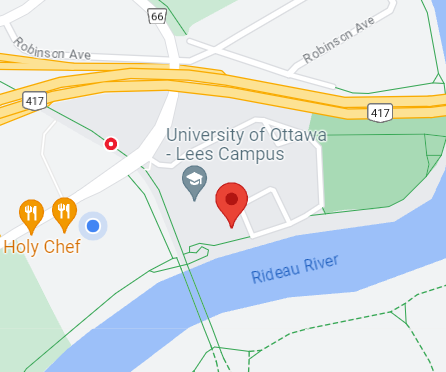 66
Robinson Ave
Robinson Ave
417
417
University of Ottawa
- Lees Campus
Holy Chef
Rideau River